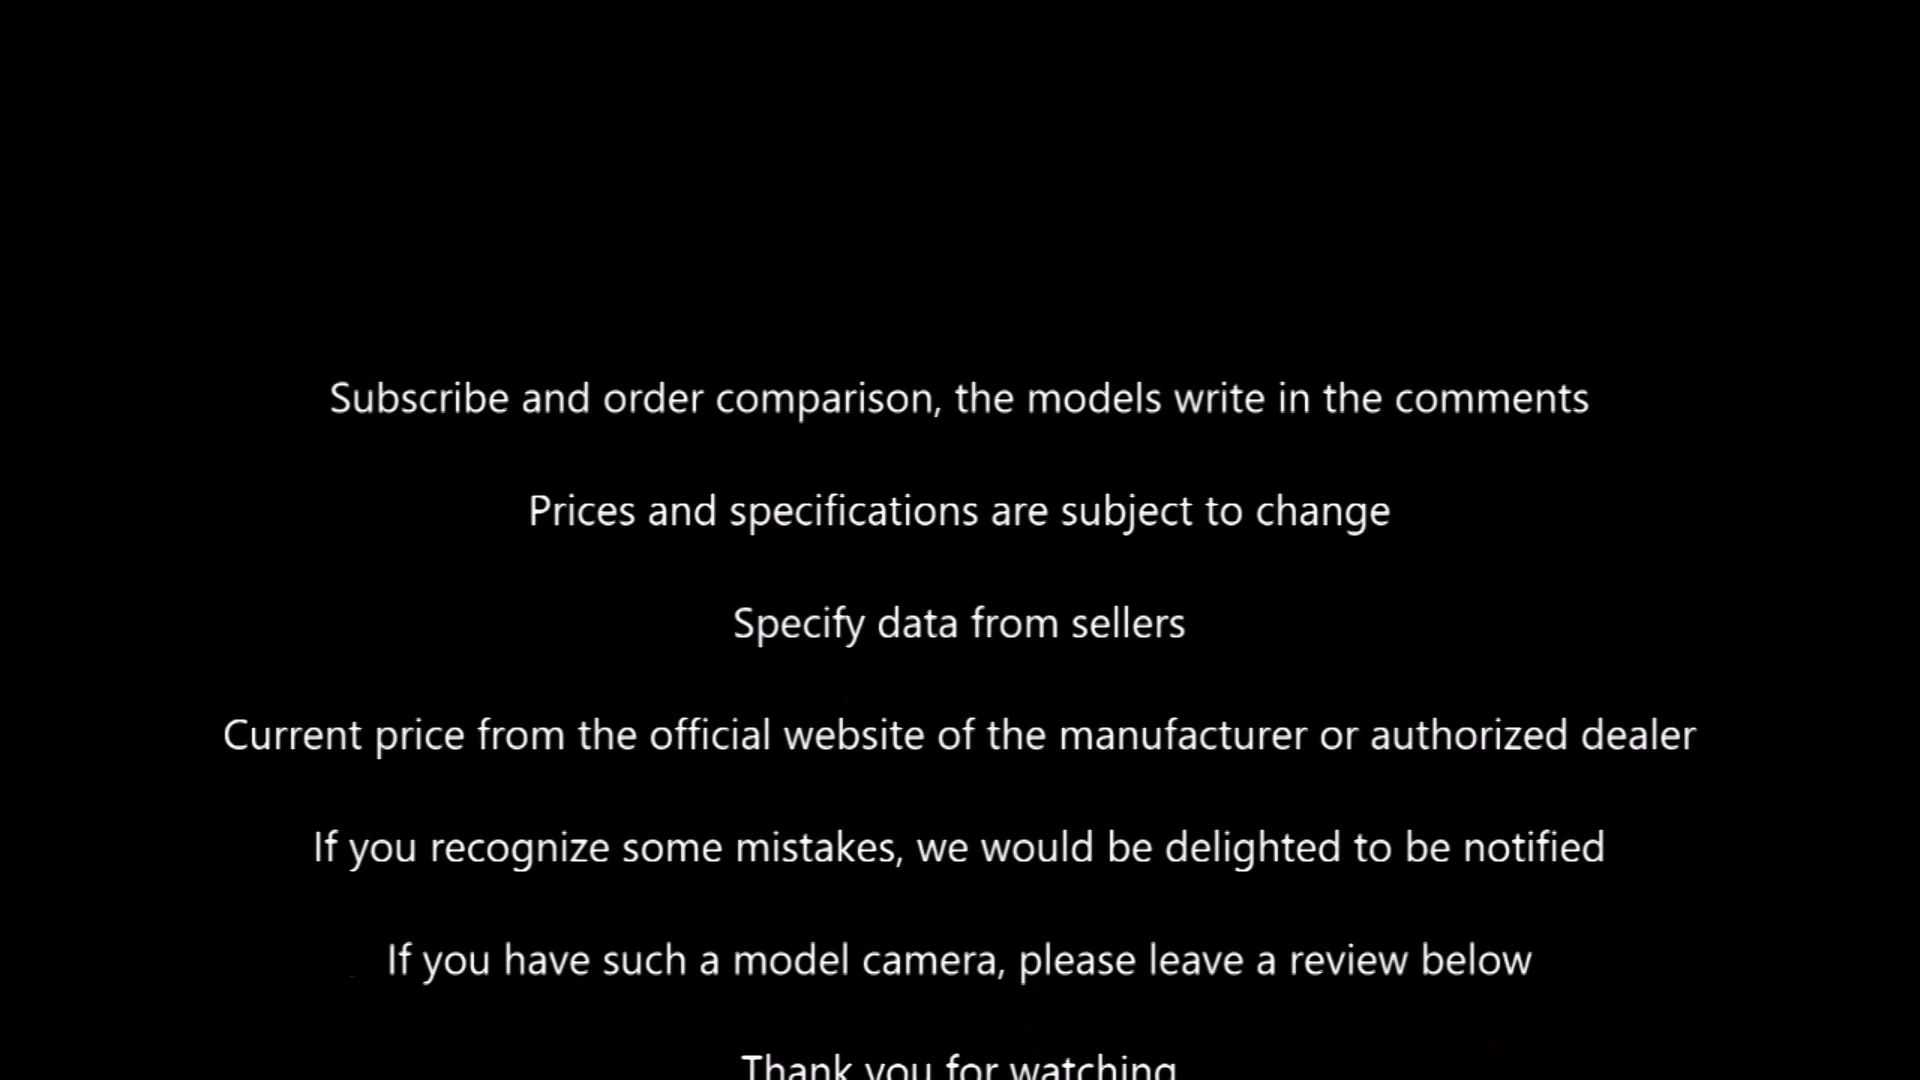 Subscribe and order comparison, the models write in the comments
Prices and specifications are subject to change
Specify data from sellers
Current price from the official website of the manufacturer or authorized dealer
If you recognize some mistakes, we would be delighted to be notified
If you have such a model camera, please leave a review below
Thank you for watching